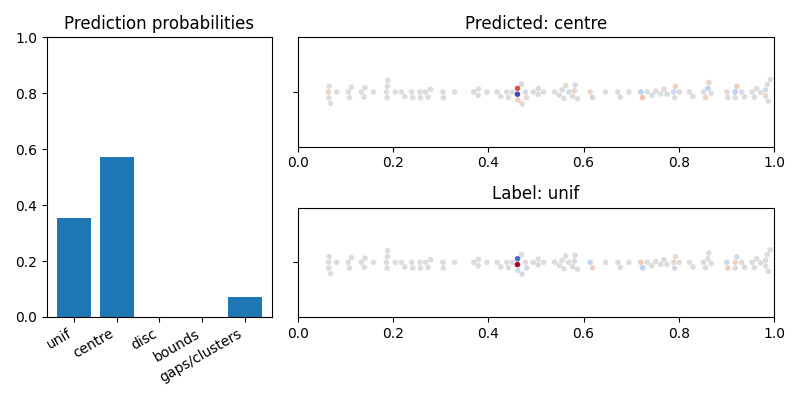 Prediction probabilities
1.0
0.8
0.6
0.4
0.2
0.0
unif
centre
disc
bounds
gaps/clusters
Predicted: centre
0.0 0.2 0.4 0.6 0.8 1.0
Label: unif
0.0 0.2 0.4 0.6 0.8 1.0